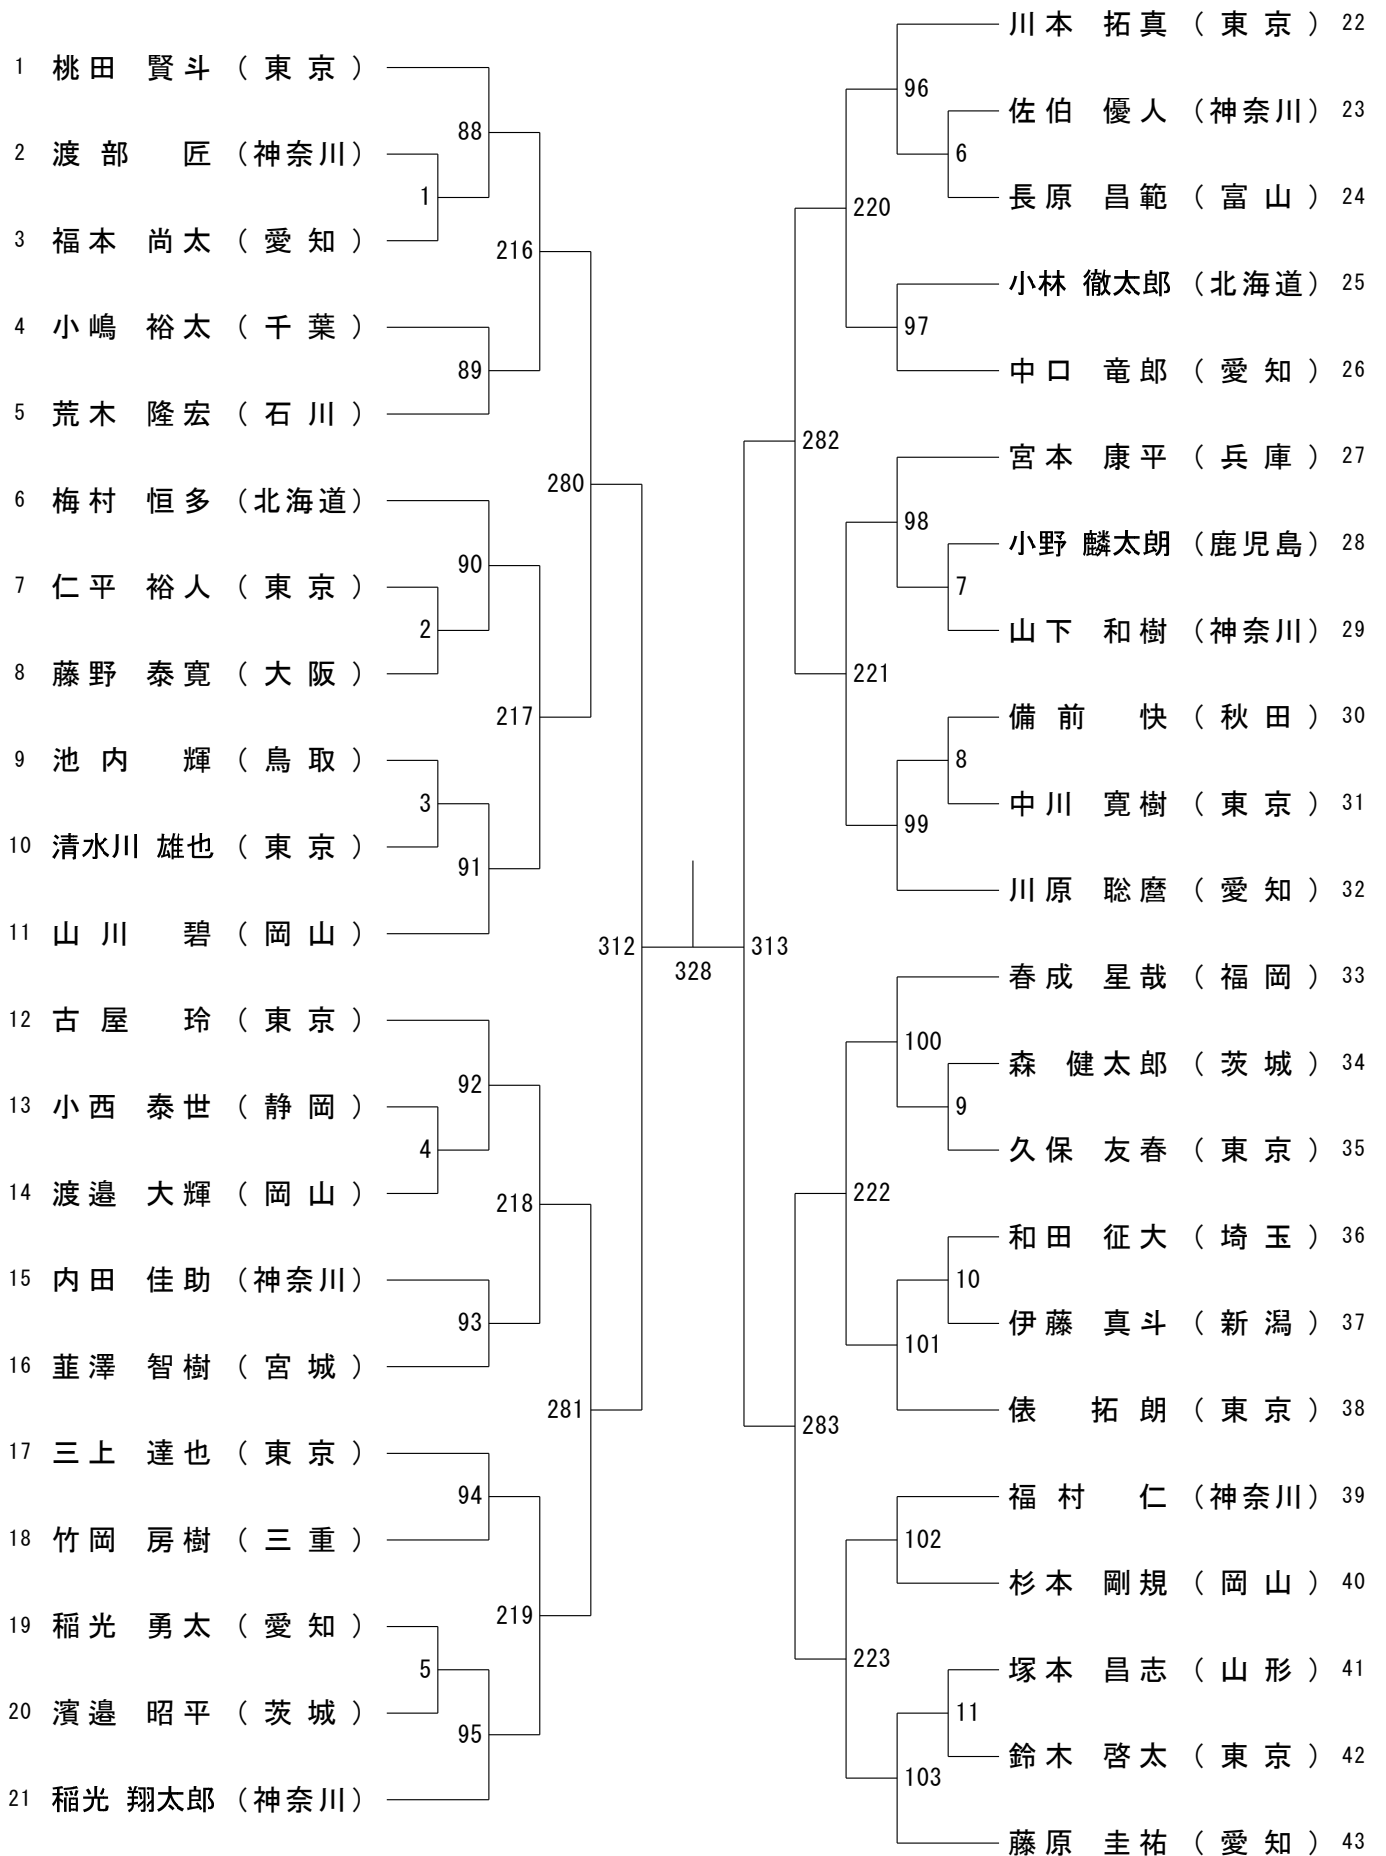 1 桃田 賢斗 （東京）
2 渡部 匠 （神奈川）
3 福本 尚太 （愛知）
4 小嶋 裕太 （千葉）
5 荒木 隆宏 （石川）
6 梅村 恒多 （北海道）
7 仁平 裕人 （東京）
8 藤野 泰寛 （大阪）
9 池内 輝 （鳥取）
10 清水川 雄也 （東京）
11 山川 碧 （岡山）
12 古屋 玲 （東京）
13 小西 泰世 （静岡）
14 渡邉 大輝 （岡山）
15 内田 佳助 （神奈川）
16 韮澤 智樹 （宮城）
17 三上 達也 （東京）
18 竹岡 房樹 （三重）
19 稲光 勇太 （愛知）
20 濱邉 昭平 （茨城）
21 稲光 翔太郎 （神奈川）
1
2
3
4
5
88
89
90
91
92
93
94
95
216
217
218
219
280
281
312
328
313
282
283
220
221
222
223
96
97
98
99
100
101
102
103
6
7
8
9
10
11
川本 拓真 （東京） 22
佐伯 優人 （神奈川） 23
長原 昌範 （富山） 24
小林 徹太郎 （北海道） 25
中口 竜郎 （愛知） 26
宮本 康平 （兵庫） 27
小野 麟太朗 （鹿児島） 28
山下 和樹 （神奈川） 29
備前 快 （秋田） 30
中川 寛樹 （東京） 31
川原 聡麿 （愛知） 32
春成 星哉 （福岡） 33
森 健太郎 （茨城） 34
久保 友春 （東京） 35
和田 征大 （埼玉） 36
伊藤 真斗 （新潟） 37
俵 拓朗 （東京） 38
福村 仁 （神奈川） 39
杉本 剛規 （岡山） 40
塚本 昌志 （山形） 41
鈴木 啓太 （東京） 42
藤原 圭祐 （愛知） 43